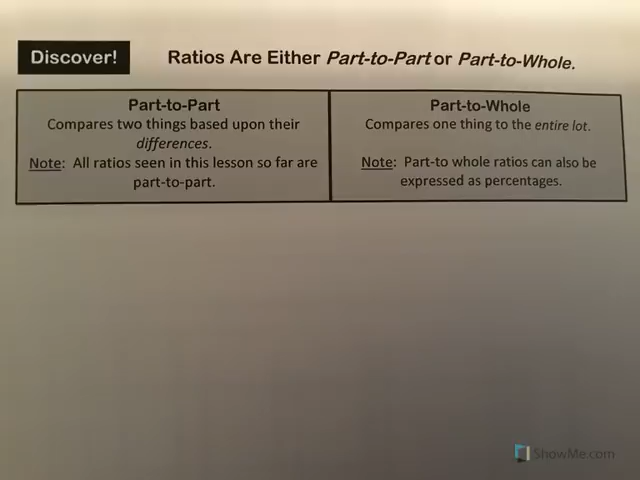 Discover! Ratios Are Either Part-to-Part or Part-to-Whole.
Part-to-Part
Compares two things based upon their
differences.
Note: All ratios seen in this lesson so far are
part-to-part.
Part-to-Whole
Compares one thing to the entire lot.
Note: Part-to whole ratios can also be
expressed as percentages.
ShowMe.com